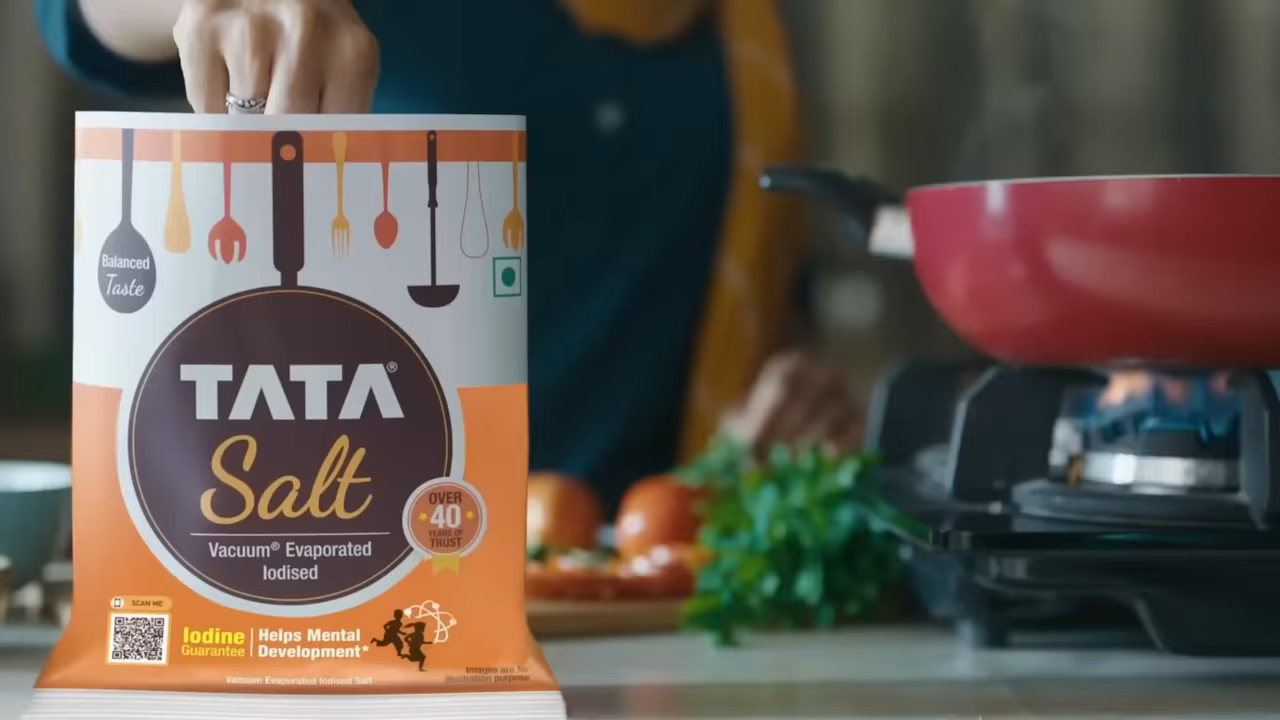 Balanced
Taste
TATA®
Salt
Vacuum® Evaporated
Iodised
OVER
40
YEARS OF
TRUST
SCAN ME
Iodine
Guarantee
Helps Mental
Development*
Images are for
illustration purpose
Vacuum Evaporated Iodised Salt